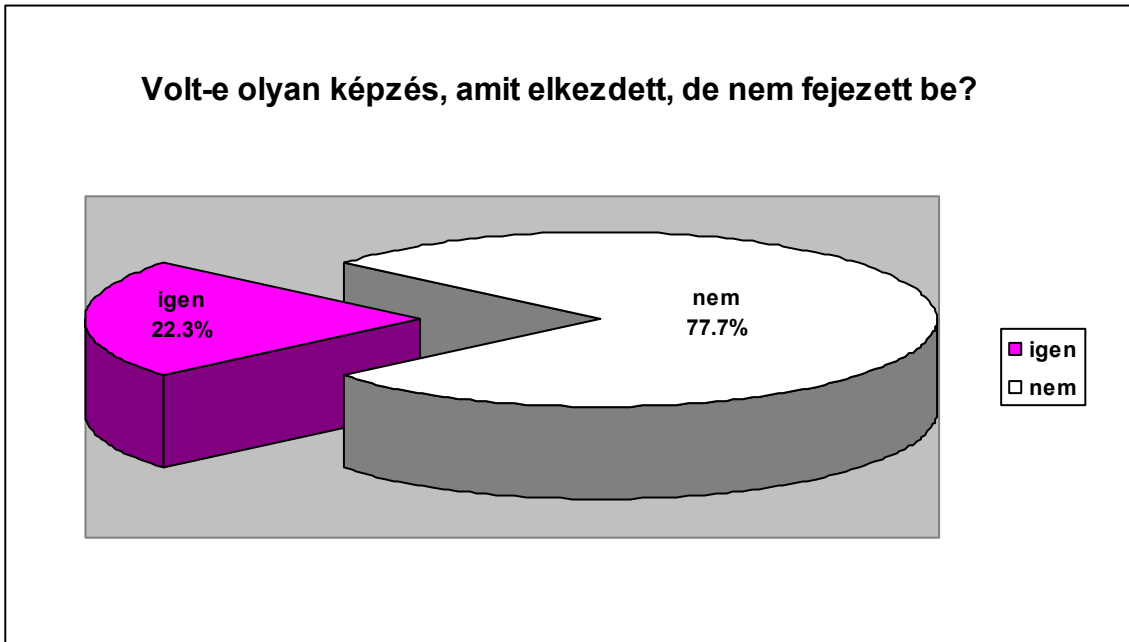 Volt-e olyan képzés, amit elkezdett, de nem fejezett be?
igen
22.3%
nem
77.7%
igen
nem